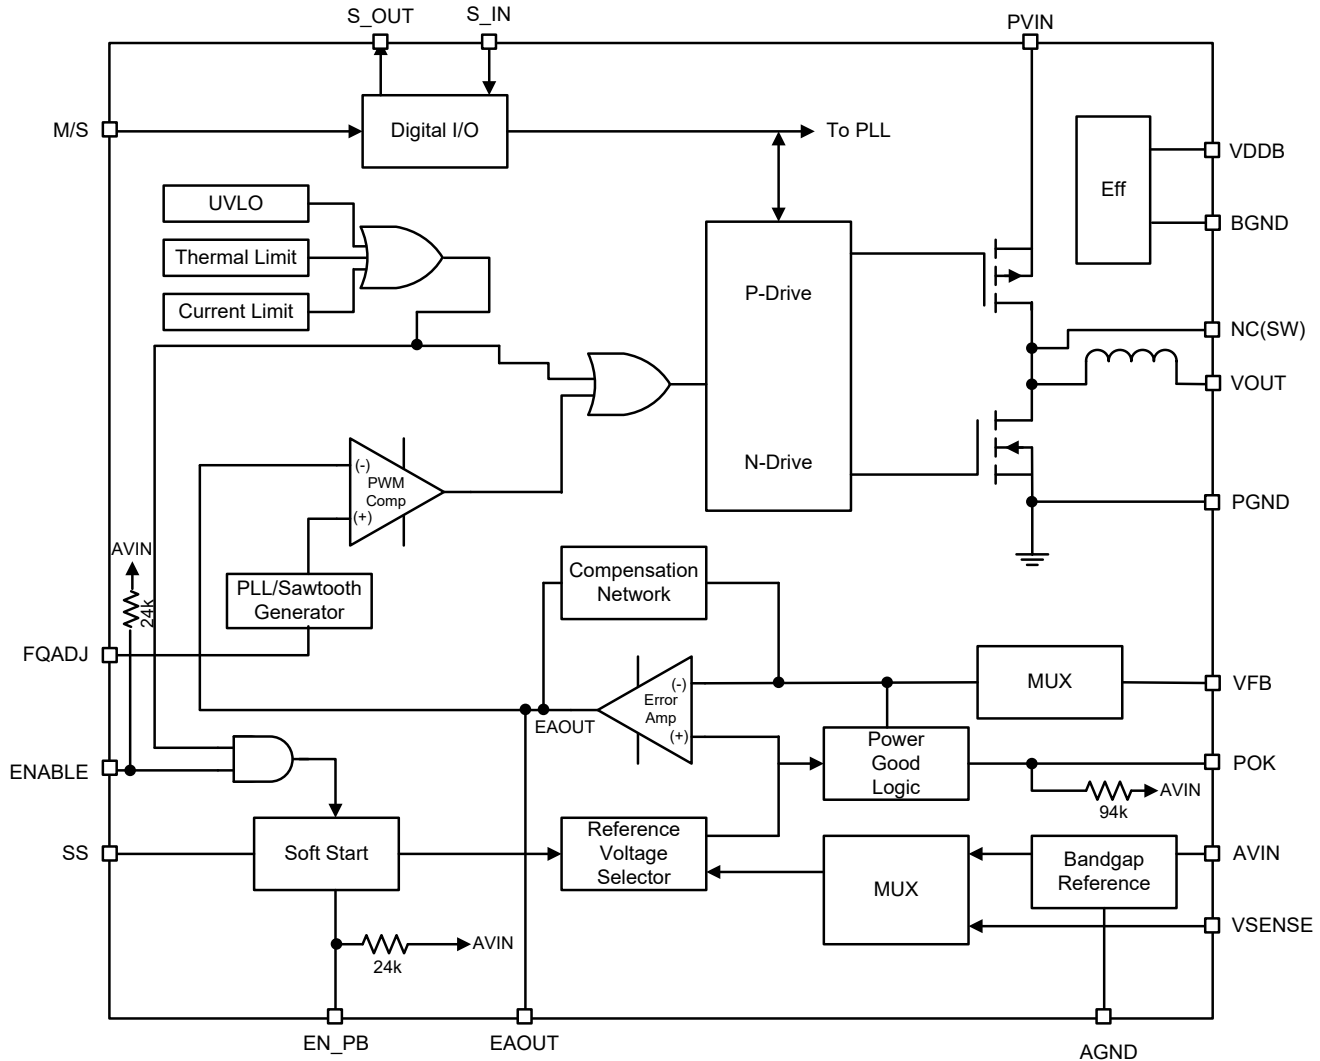 S_OUT
S_IN
PVIN
M/S
Digital I/O
To PLL
Eff
VDDB
BGND
UVLO
Thermal Limit
Current Limit
P-Drive
N-Drive
NC(SW)
VOUT
PGND
(-)
PWM
Comp
(+)
AVIN
24k
PLL/Sawtooth
Generator
FQADJ
Compensation
Network
(-)
Error
Amp
(+)
EAOUT
MUX
VFB
Power
Good
Logic
POK
AVIN
94k
ENABLE
SS
Soft Start
Reference
Voltage
Selector
MUX
Bandgap
Reference
AVIN
VSENSE
AVIN
24k
EN_PB
EAOUT
AGND